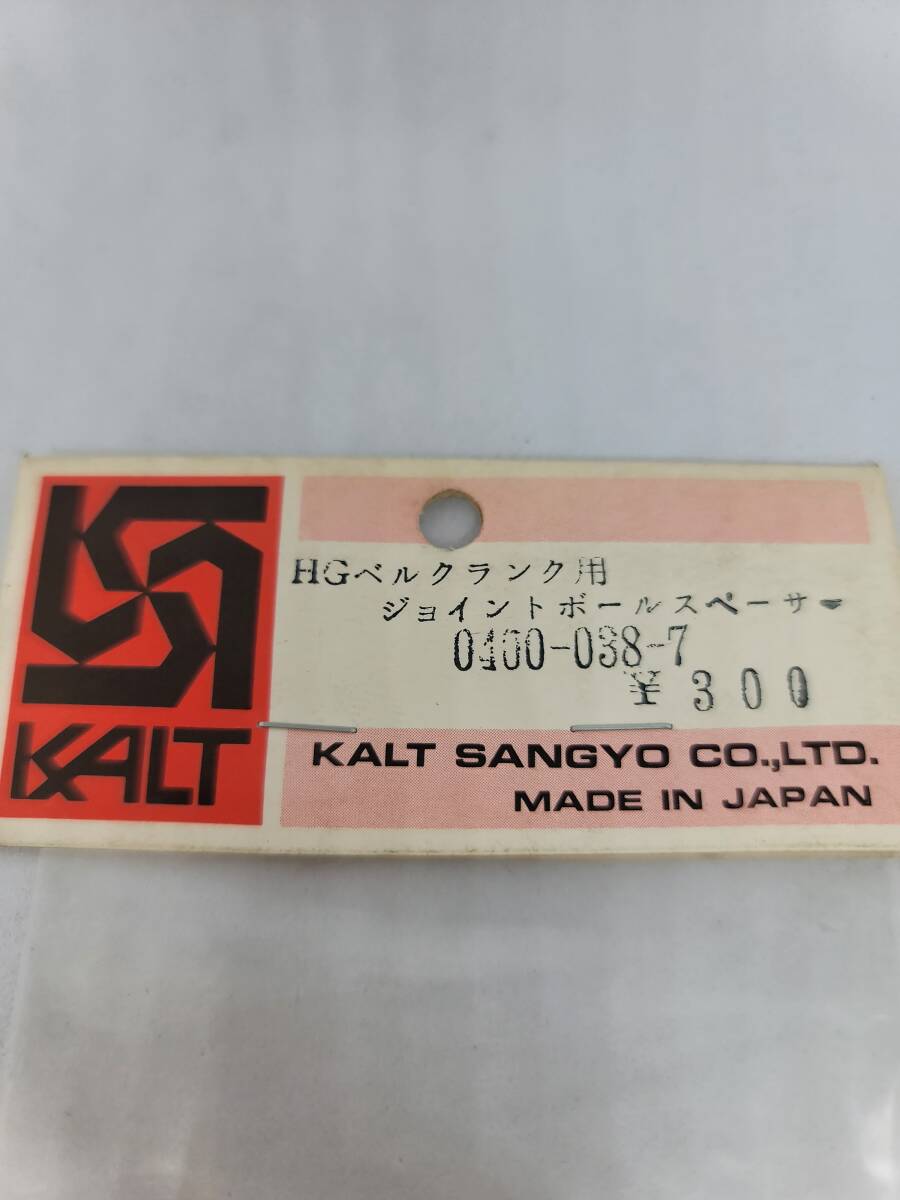 KALT
HGベルクランク用
ジョイントボールスペーサー
0400-038-7
¥300
KALT SANGYO CO.,LTD.
MADE IN JAPAN